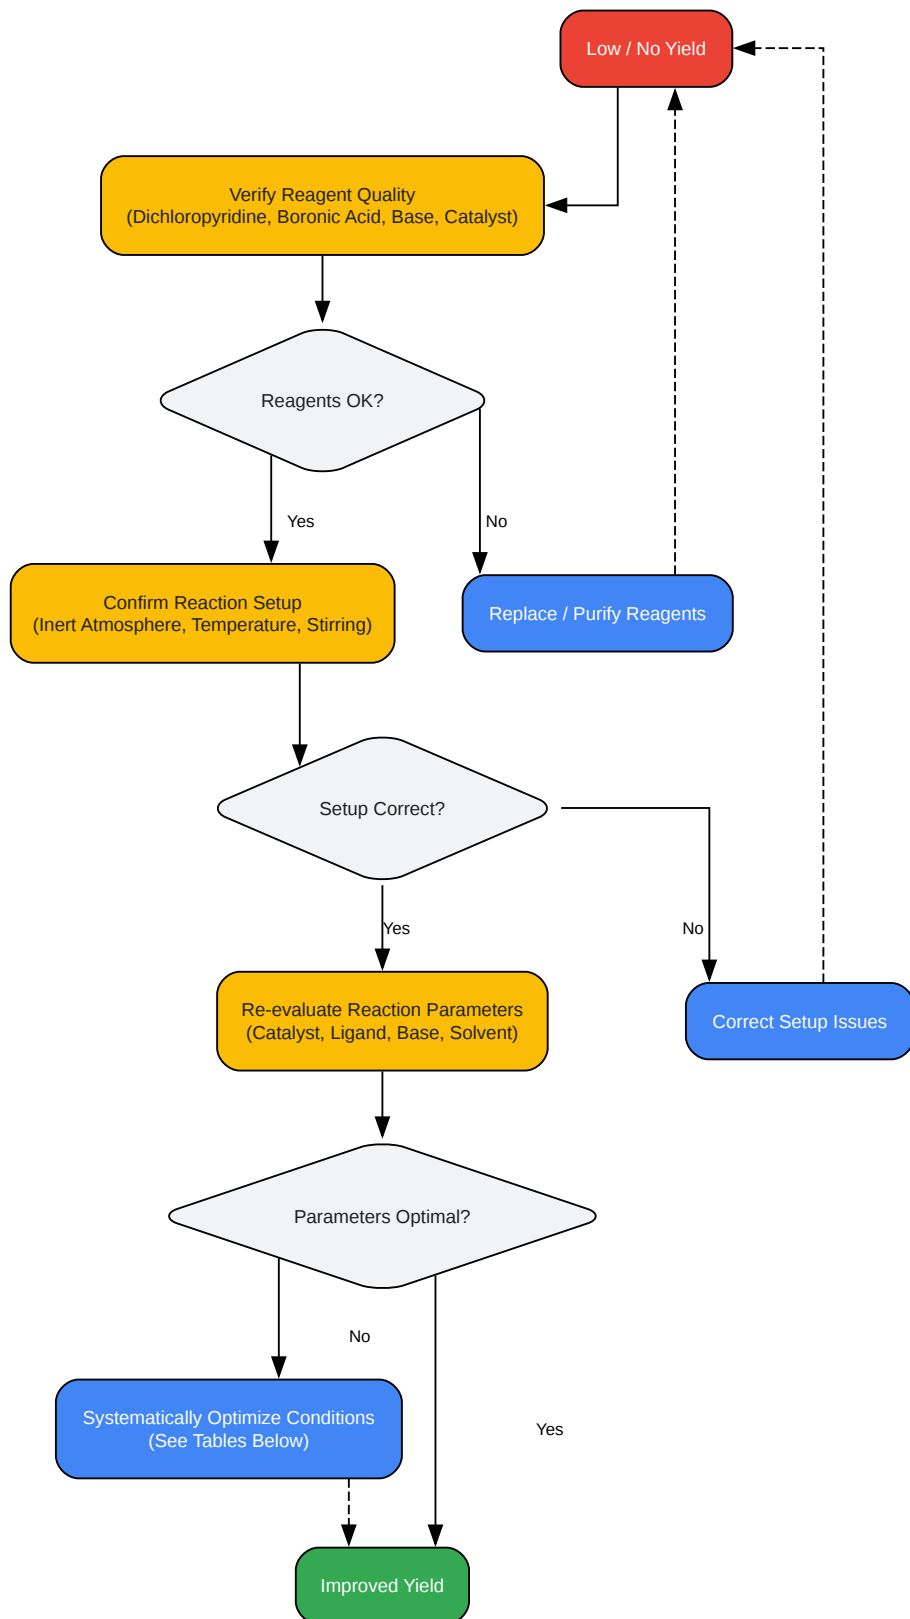 Low / No Yield
Verify Reagent Quality
(Dichloropyridine, Boronic Acid, Base, Catalyst)
Reagents OK?
Yes
No
Confirm Reaction Setup
(Inert Atmosphere, Temperature, Stirring)
Replace / Purify Reagents
Setup Correct?
Yes
No
Re-evaluate Reaction Parameters
(Catalyst, Ligand, Base, Solvent)
Correct Setup Issues
Parameters Optimal?
No
Yes
Systematically Optimize Conditions
(See Tables Below)
Improved Yield